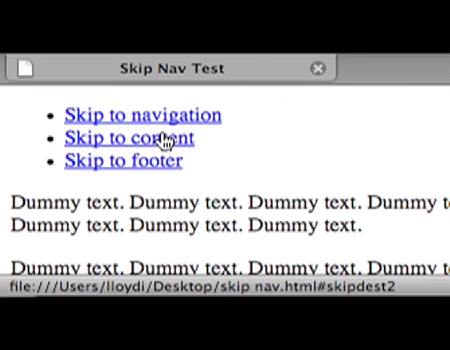 Skip Nav Test
Skip to navigation
Skip to content
Skip to footer
Dummy text. Dummy text. Dummy text. Dummy t
Dummy text. Dummy text. Dummy text.
Dummy text. Dummy text. Dummy text. Dummy t
file:///Users/lloydi/Desktop/skip nav.html#skipdest2